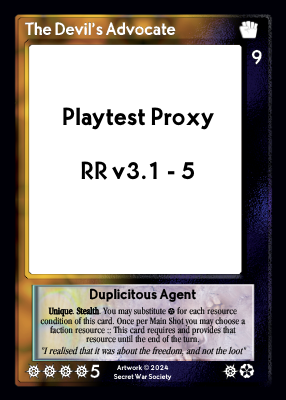 The Devil's Advocate
9
Playtest Proxy
RR v3.1 - 5
Duplicitous Agent
Unique. Stealth. You may substitute for each resource
condition of this card. Once per Main Shot you may choose a
faction resource :: This card requires and provides that
resource until the end of the turn.
"I realised that it was about the freedom, and not the loot"
5
Artwork © 2024
Secret War Society